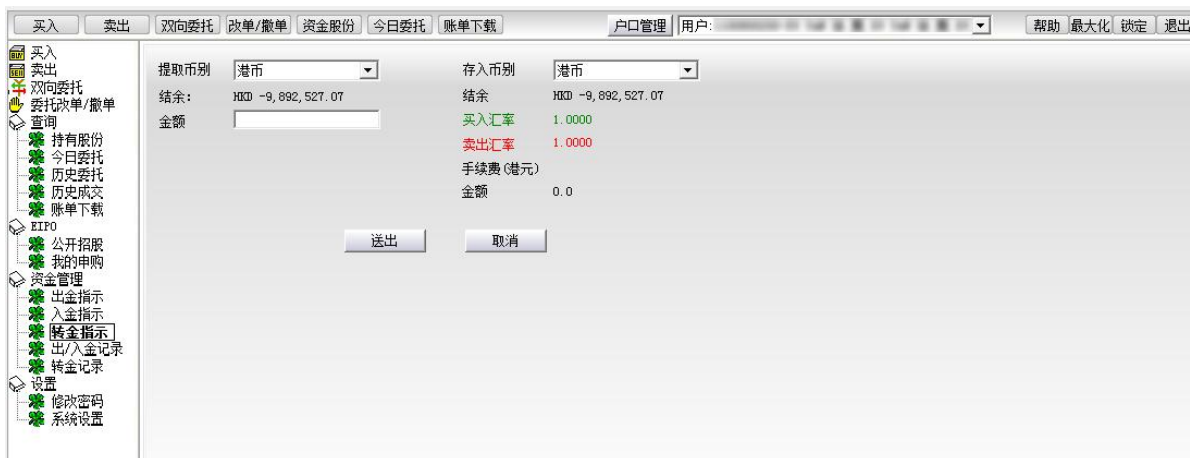 买入 卖出 双向委托 改单/撤单 资金股份 今日委托 账单下载 户口管理 用户: 帮助 最大化 锁定 退出
买入
卖出
双向委托
委托改单/撤单
查询
持有股份
今日委托
历史委托
历史成交
账单下载
EIPO
公开招股
我的申购
资金管理
出金指示
入金指示
转金指示
出/入金记录
转金记录
设置
修改密码
系统设置
提取币别 港币 存入币别 港币
结余: HKD -9,892,527.07 结余 HKD -9,892,527.07
金额 买入汇率 1.0000
卖出汇率 1.0000
手续费(港元)
金额 0.0
送出 取消